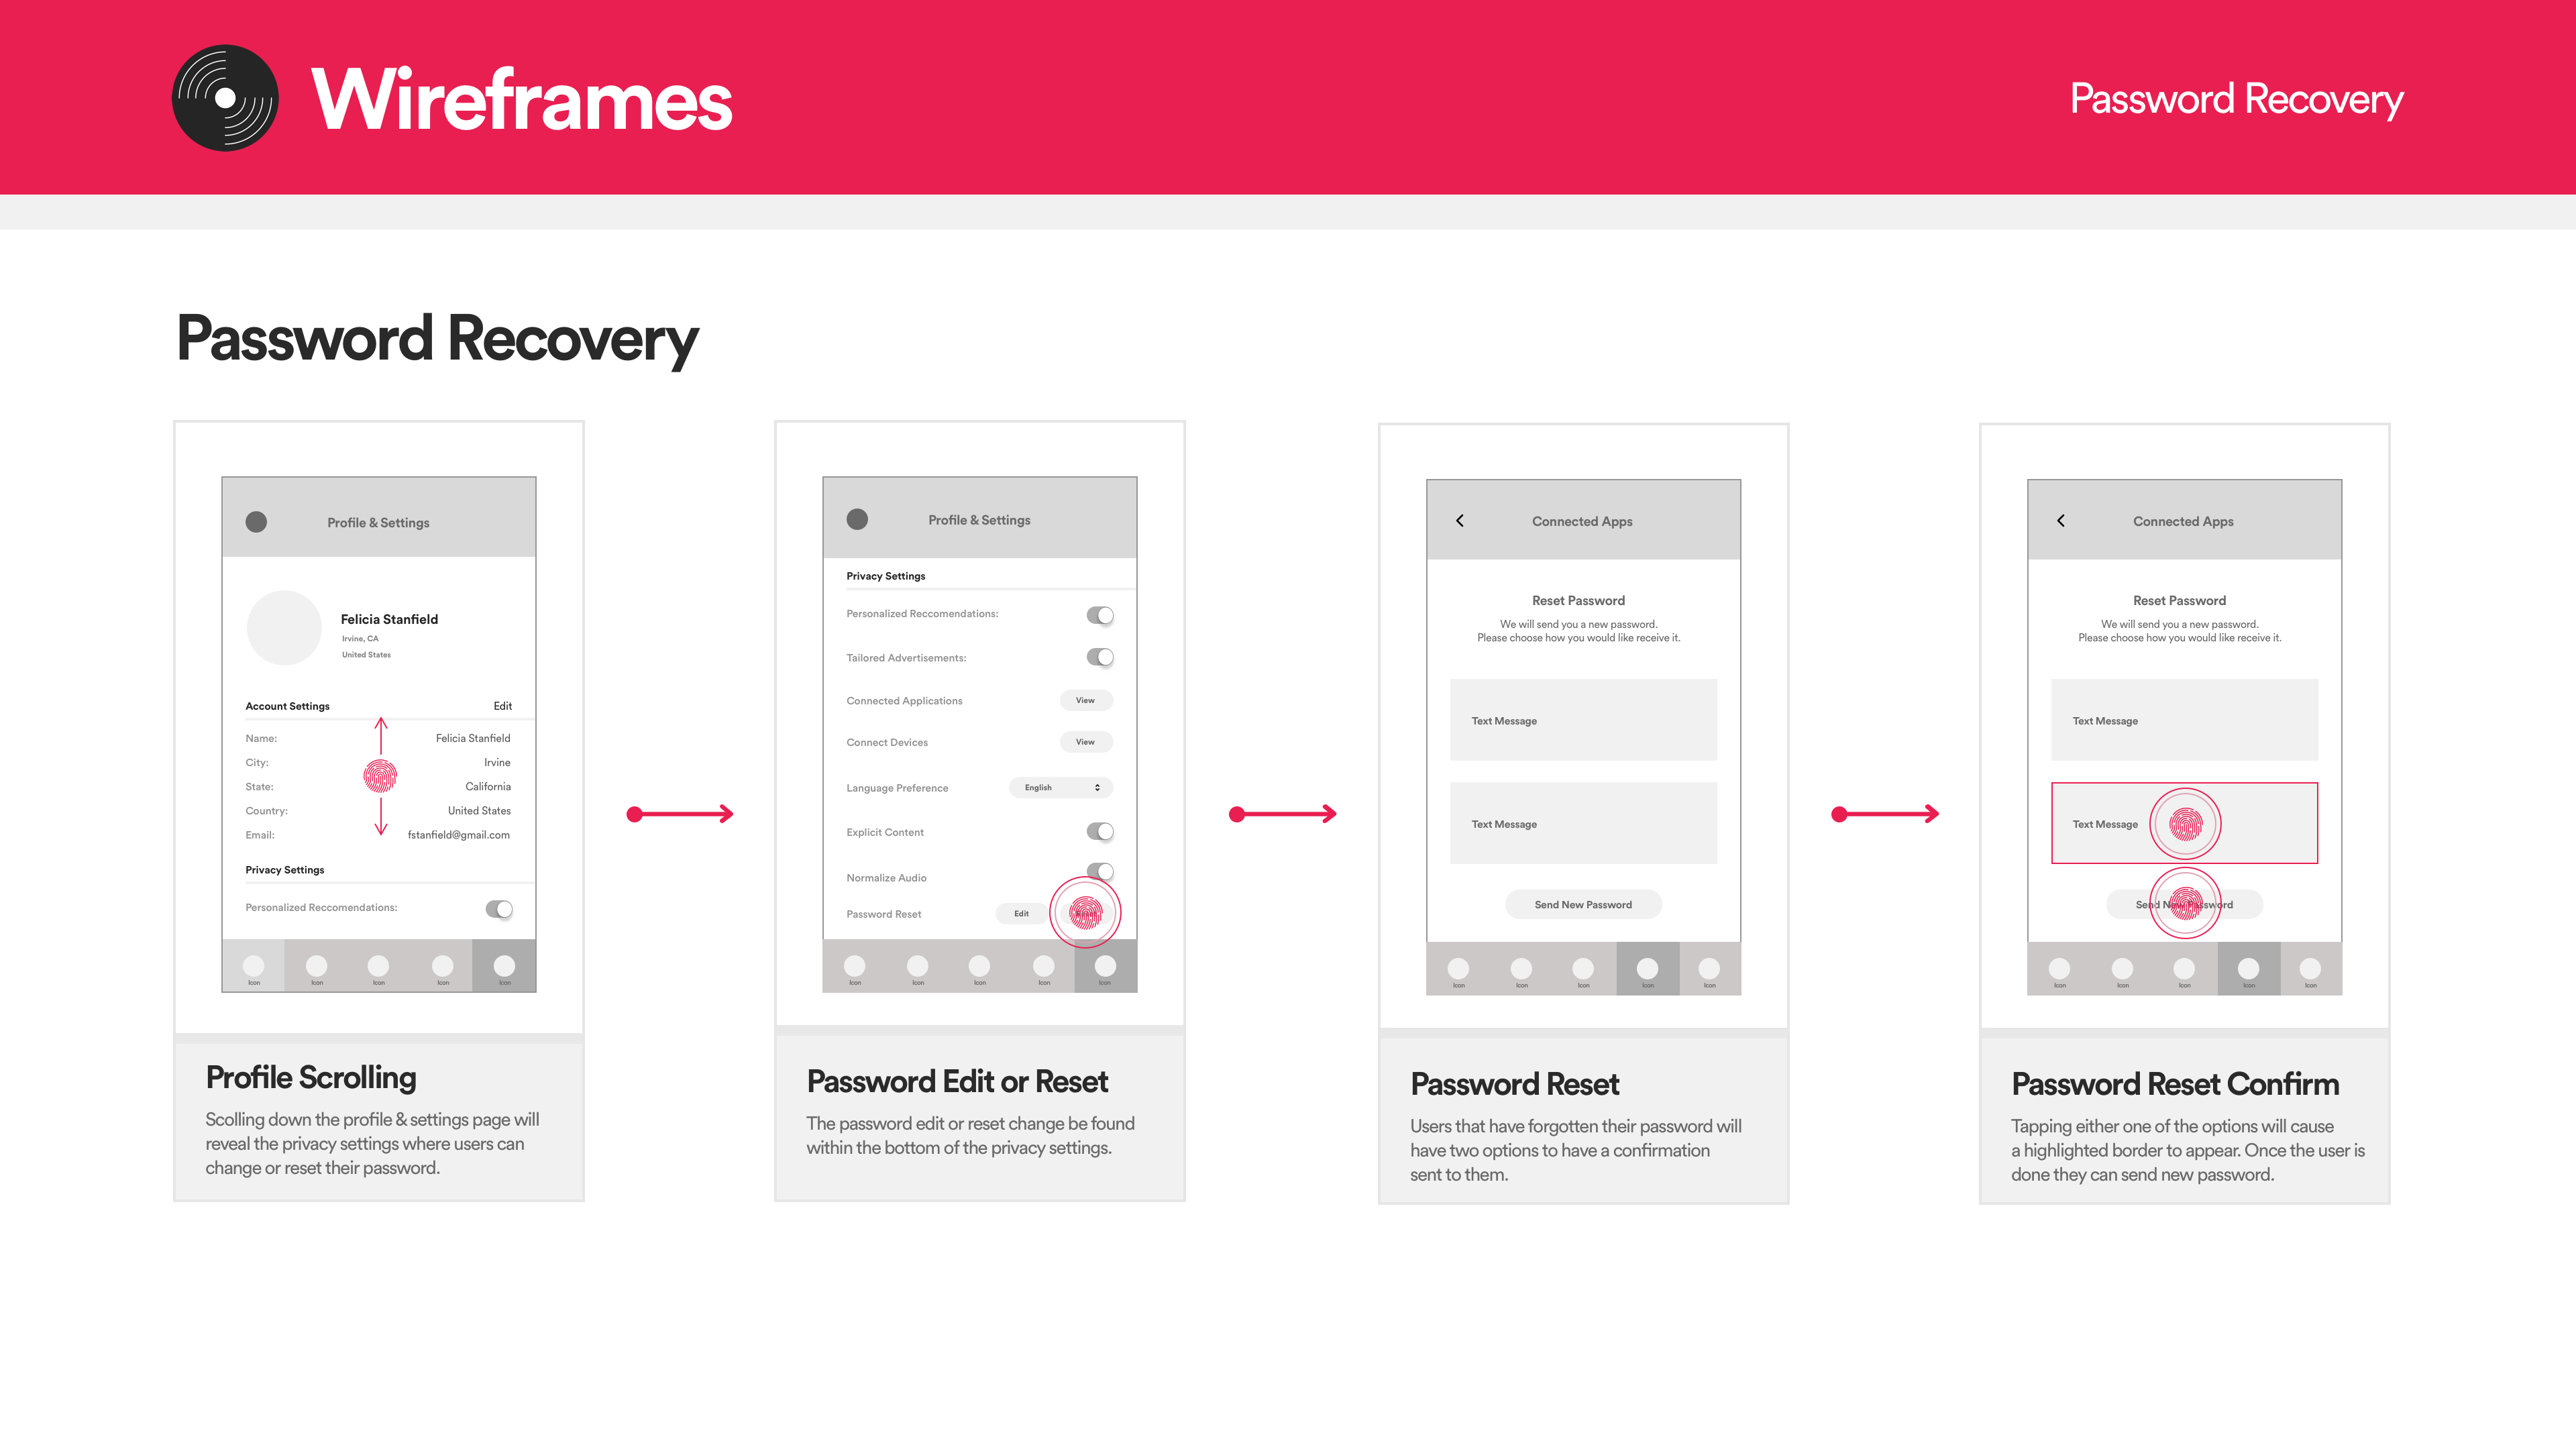 Wireframes
Password Recovery
Password Recovery
Profile & Settings
Felicia Stanfield
Irvine, CA
United States
Account Settings Edit
Name: Felicia Stanfield
City: Irvine
State: California
Country: United States
Email: fstanfield@gmail.com
Privacy Settings
Personalized Reccomendations:
Icon Icon Icon Icon Icon
Profile Scrolling
Scolling down the profile & settings page will
reveal the privacy settings where users can
change or reset their password.
Profile & Settings
Privacy Settings
Personalized Reccomendations:
Tailored Advertisements:
Connected Applications View
Connect Devices View
Language Preference English
Explicit Content
Normalize Audio
Password Reset Edit
Icon Icon Icon Icon Icon
Password Edit or Reset
The password edit or reset change be found
within the bottom of the privacy settings.
Connected Apps
Reset Password
We will send you a new password.
Please choose how you would like receive it.
Text Message
Text Message
Send New Password
Icon Icon Icon Icon Icon
Password Reset
Users that have forgotten their password will
have two options to have a confirmation
sent to them.
Connected Apps
Reset Password
We will send you a new password.
Please choose how you would like receive it.
Text Message
Text Message
Send New Password
Icon Icon Icon Icon Icon
Password Reset Confirm
Tapping either one of the options will cause
a highlighted border to appear. Once the user is
done they can send new password.